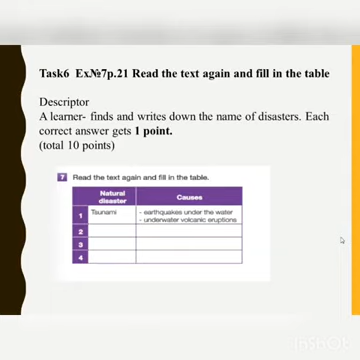 Task6 Ex№7p.21 Read the text again and fill in the table
Descriptor
A learner- finds and writes down the name of disasters. Each
correct answer gets 1 point.
(total 10 points)
7 Read the text again and fill in the table.
Natural disaster Causes
1 Tsunami - earthquakes under the water
- underwater volcanic eruptions
2
3
4
InShOt